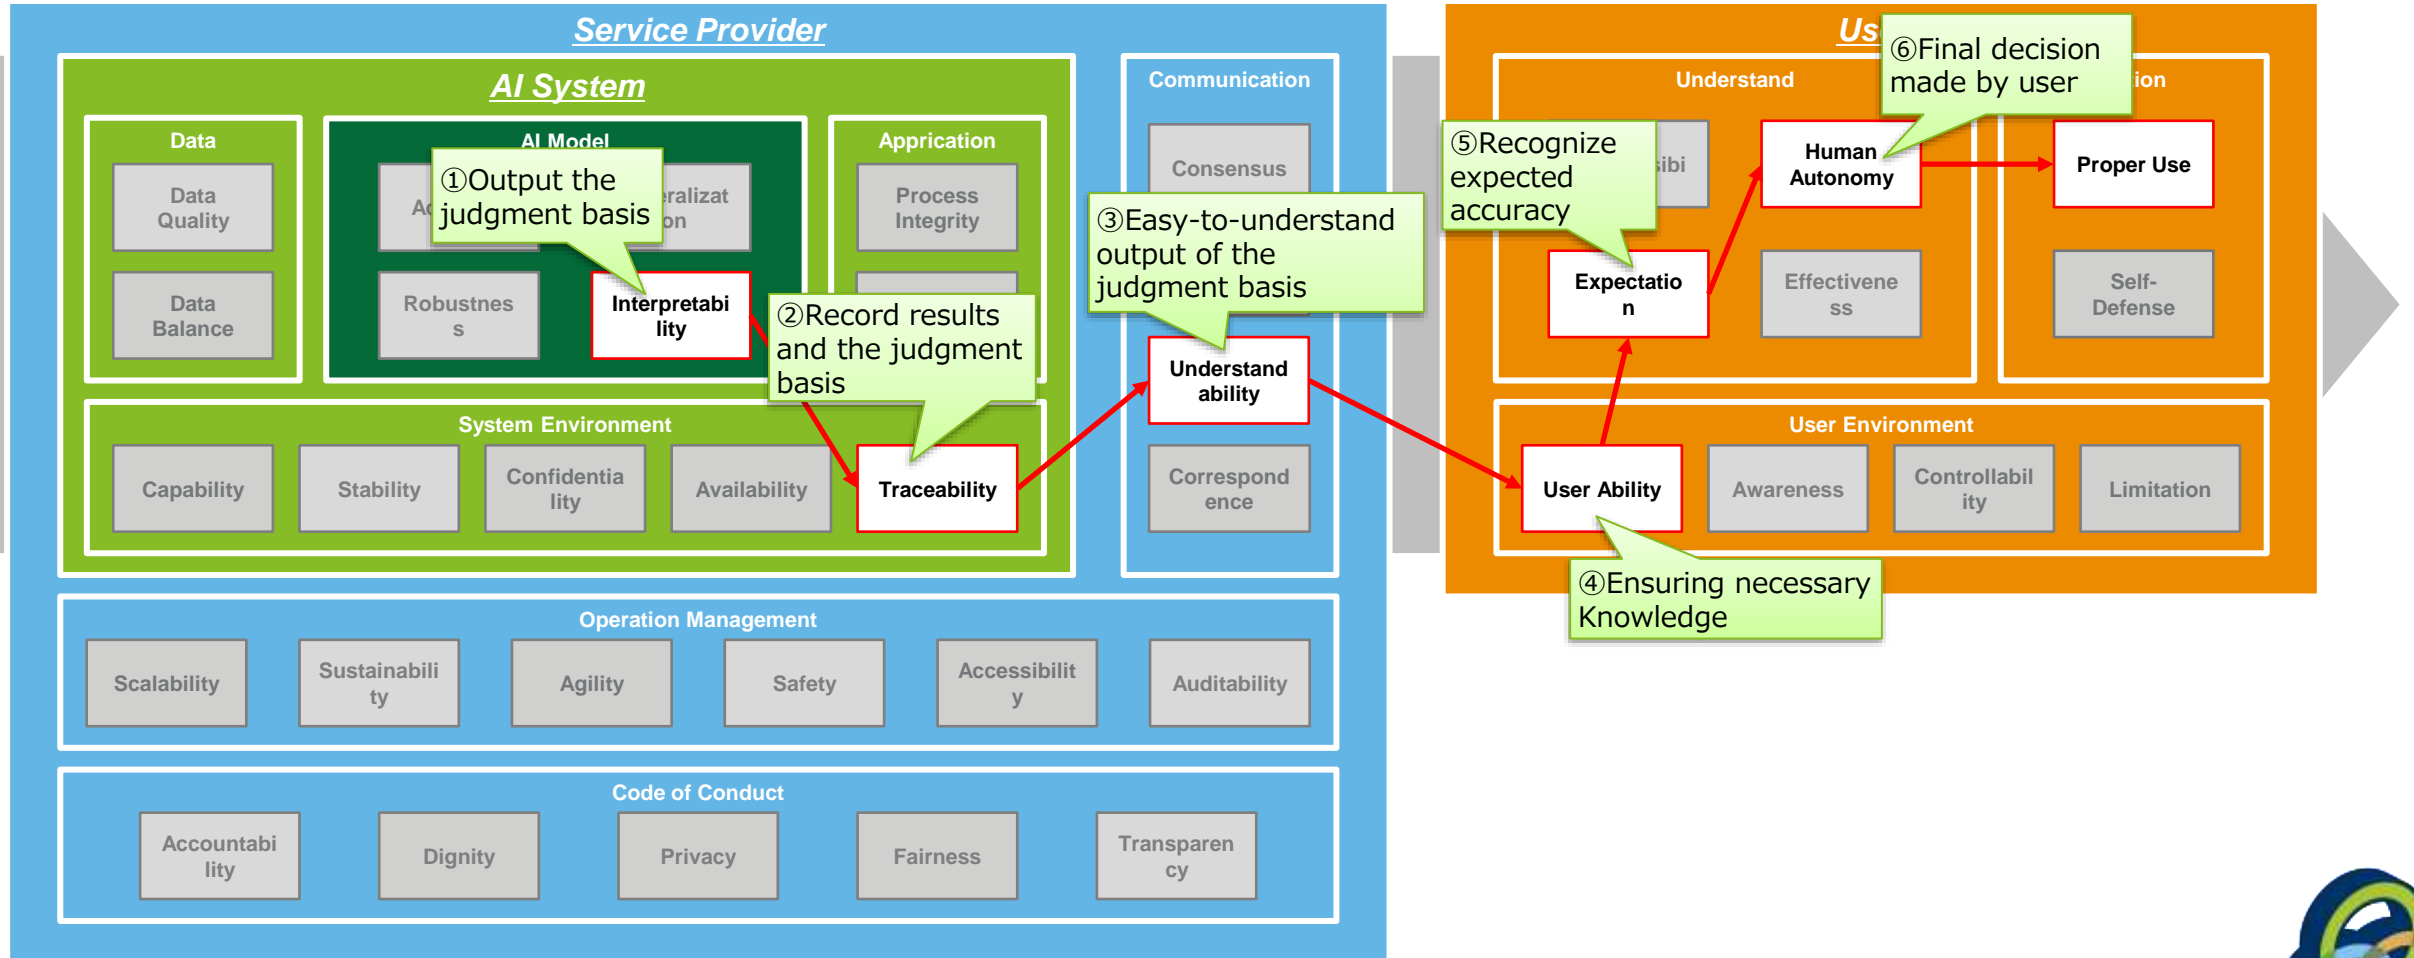 Service Provider
AI System
Data
Data
Quality
Data
Balance
AI Model
①Output the
judgment basis
eralizat
on
Robustnes
s
Interpretabi
lity
Apprication
Process
Integrity
②Record results
and the judgment
basis
System Environment
Capability
Stability
Confidentia
lity
Availability
Traceability
Communication
Consensus
③Easy-to-understand
output of the
judgment basis
Understand
ability
Correspond
ence
Operation Management
Scalability
Sustainabili
ty
Agility
Safety
Accessibilit
y
Auditability
Code of Conduct
Accountabi
lity
Dignity
Privacy
Fairness
Transparen
cy
Us
⑥Final decision
made by user
Understand
tion
⑤Recognize
expected
accuracy
sibi
Human
Autonomy
Proper Use
Expectatio
n
Effectivene
ss
Self-
Defense
User Environment
User Ability
Awareness
Controllabil
ity
Limitation
④Ensuring necessary
Knowledge